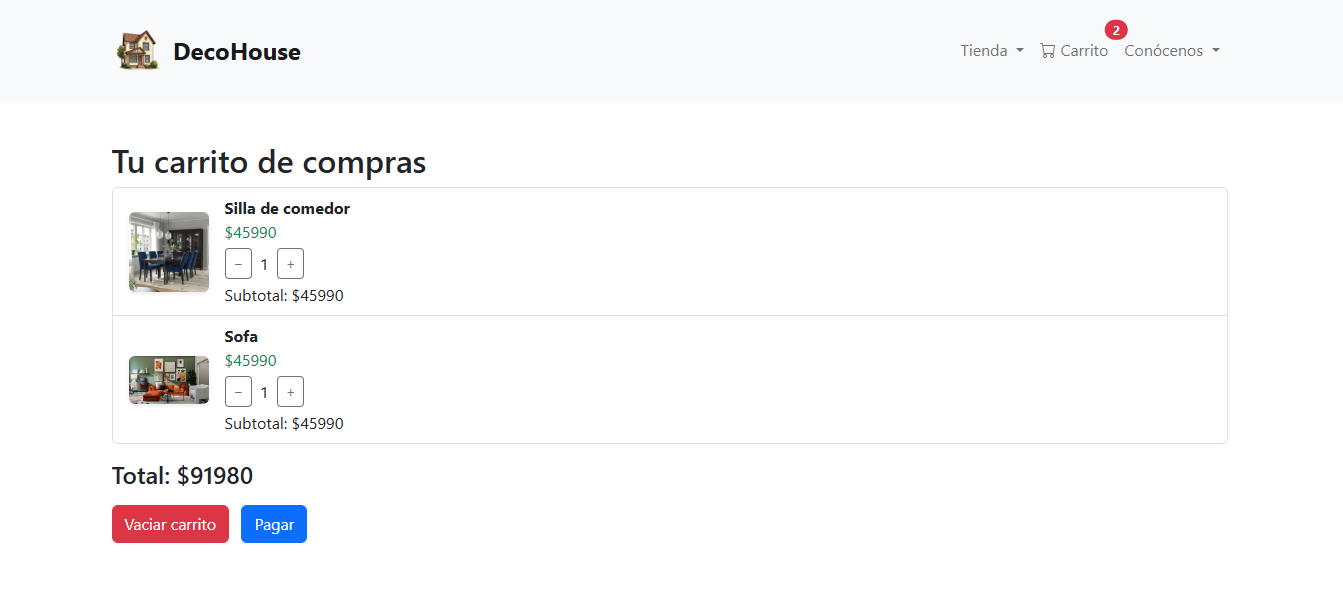 DecoHouse
Tienda
2
Carrito
Conócenos
Tu carrito de compras
Silla de comedor
$45990
− 1 +
Subtotal: $45990
Sofa
$45990
− 1 +
Subtotal: $45990
Total: $91980
Vaciar carrito
Pagar